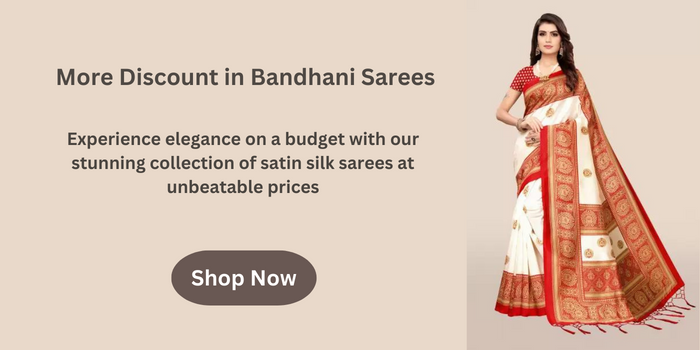 More Discount in Bandhani Sarees
Experience elegance on a budget with our
stunning collection of satin silk sarees at
unbeatable prices
Shop Now